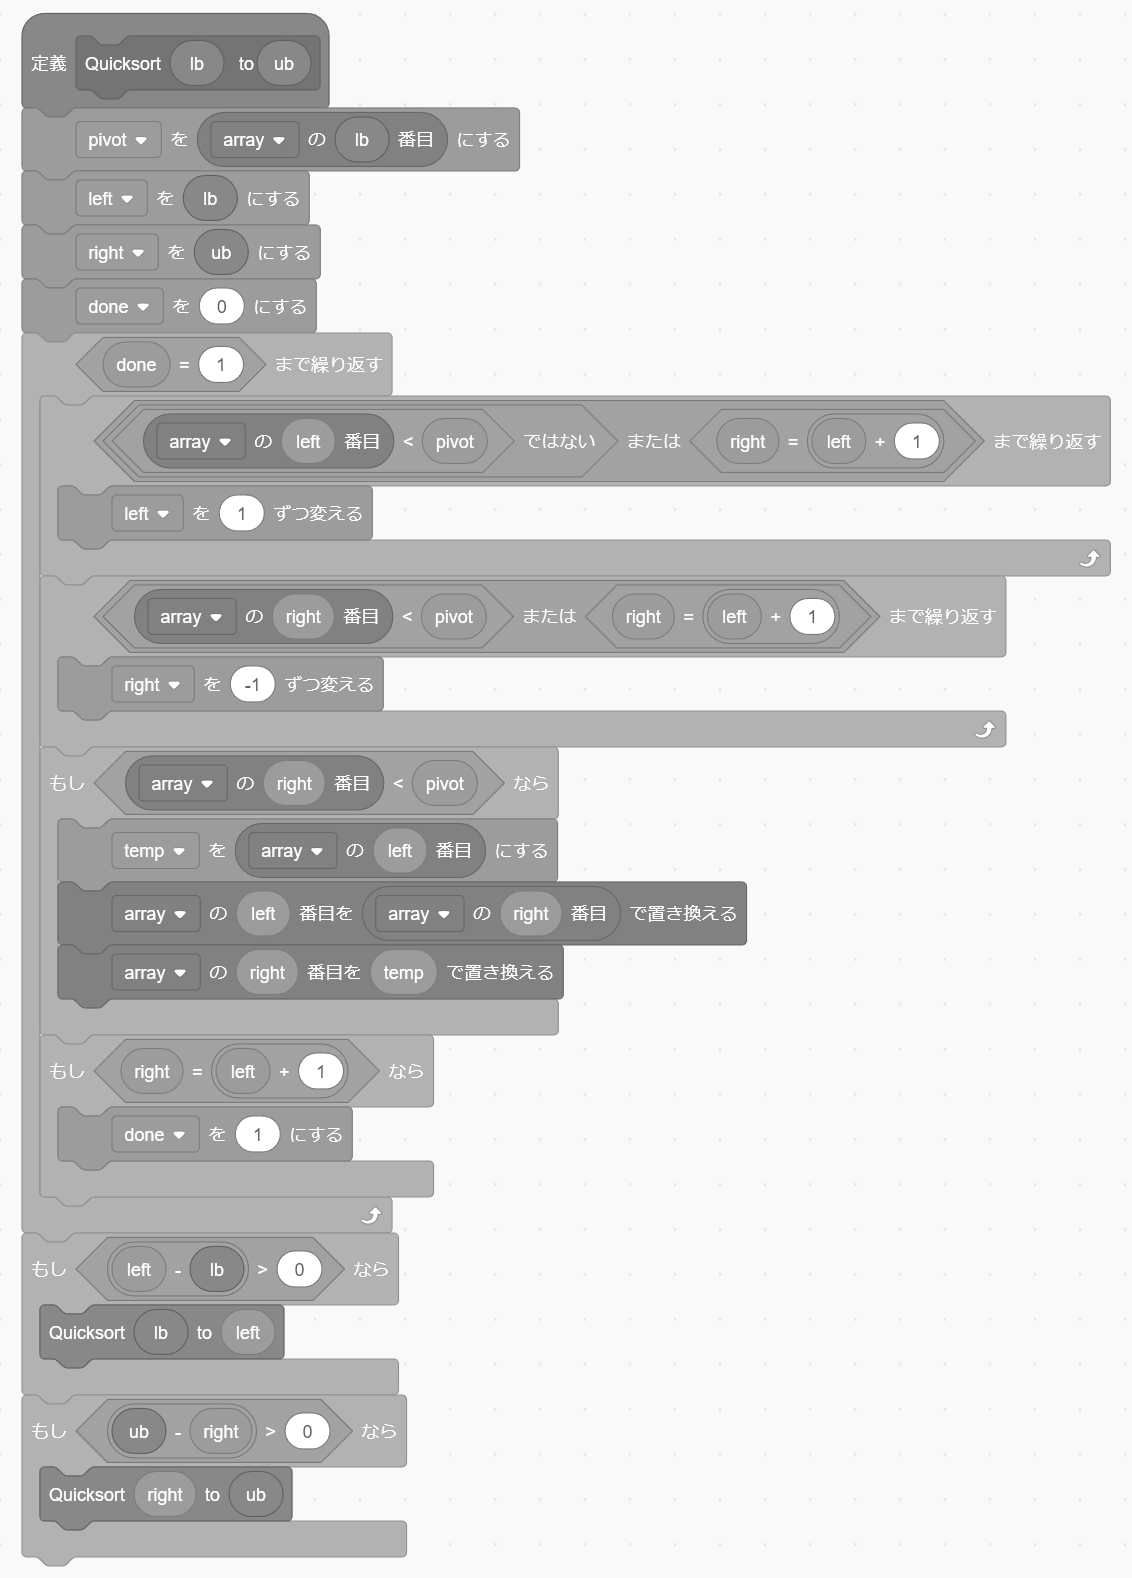 定義 Quicksort lb to ub
pivot を array の lb 番目 にする
left を lb にする
right を ub にする
done を 0 にする
done = 1 まで繰り返す
array の left 番目 < pivot ではない または right = left + 1 まで繰り返す
left を 1 ずつ変える
array の right 番目 < pivot または right = left + 1 まで繰り返す
right を -1 ずつ変える
もし array の right 番目 < pivot なら
temp を array の left 番目 にする
array の left 番目を array の right 番目 で置き換える
array の right 番目を temp で置き換える
もし right = left + 1 なら
done を 1 にする
もし left - lb > 0 なら
Quicksort lb to left
もし ub - right > 0 なら
Quicksort right to ub